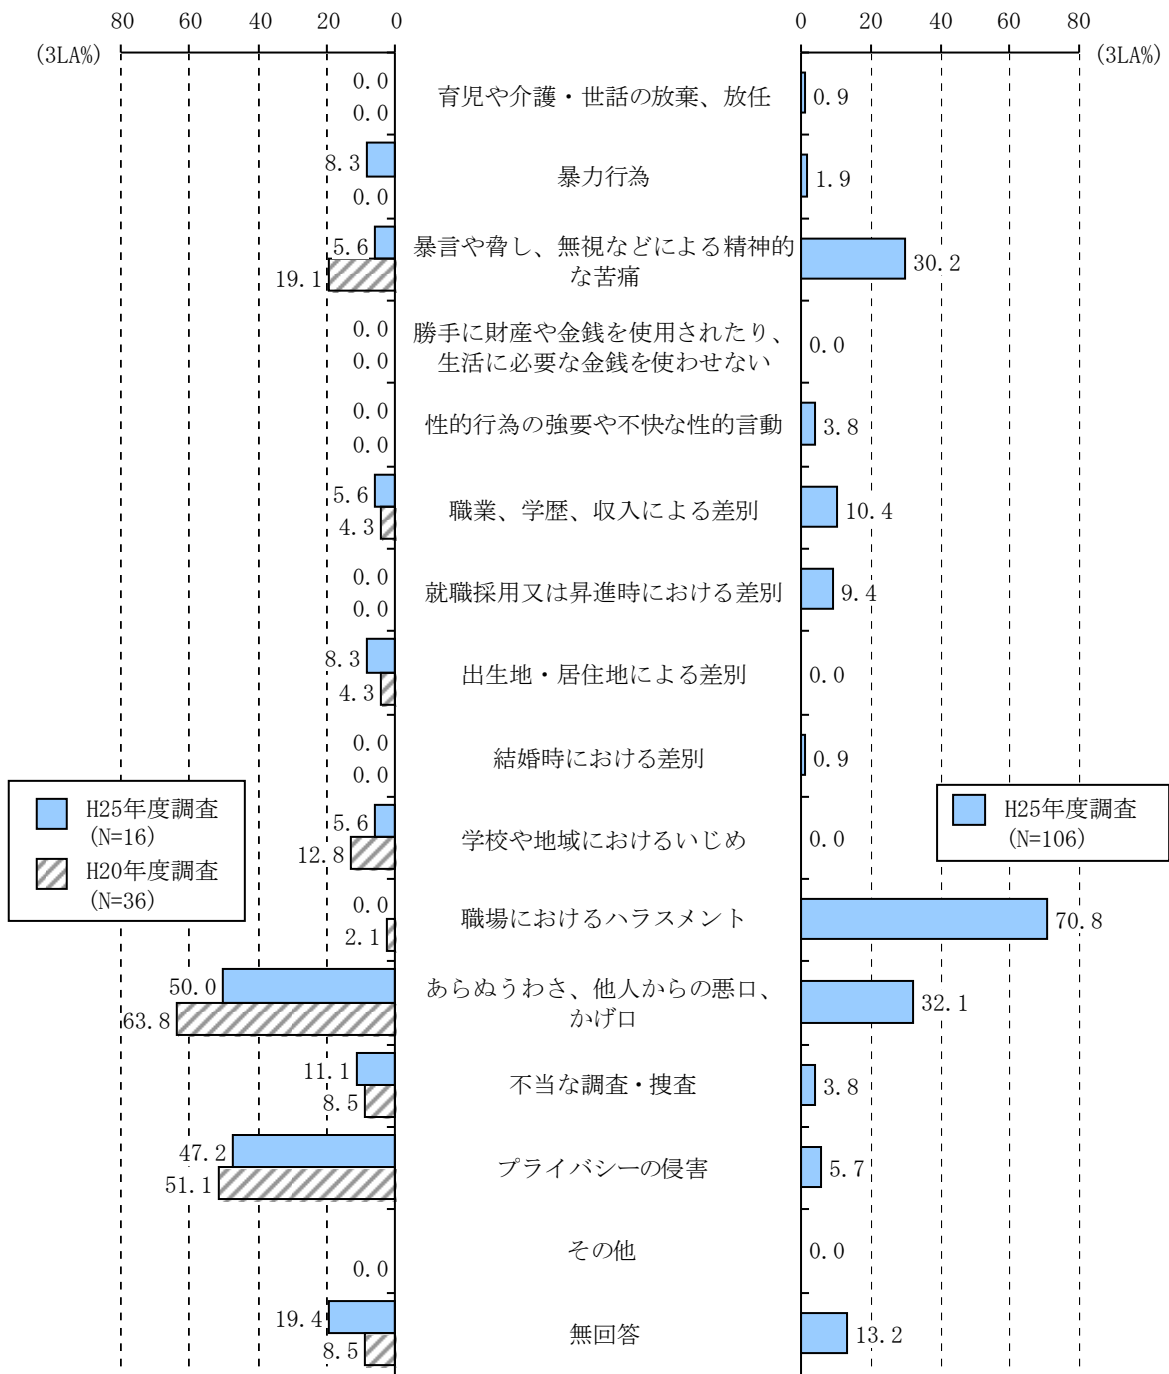 80 60 40 20 0
0 20 40 60 80
(3LA%)
(3LA%)
0.0
0.0
育児や介護・世話の放棄、放任
0.9
8.3
0.0
暴力行為
1.9
5.6
19.1
暴言や脅し、無視などによる精神的
な苦痛
30.2
0.0
0.0
勝手に財産や金銭を使用されたり、
生活に必要な金銭を使わせない
0.0
0.0
0.0
性的行為の強要や不快な性的言動
3.8
5.6
4.3
職業、学歴、収入による差別
10.4
0.0
0.0
就職採用又は昇進時における差別
9.4
8.3
4.3
出生地・居住地による差別
0.0
0.0
0.0
結婚時における差別
0.9
H25年度調査
(N=16)
H20年度調査
(N=36)
H25年度調査
(N=106)
5.6
12.8
学校や地域におけるいじめ
0.0
0.0
2.1
職場におけるハラスメント
70.8
50.0
63.8
あらぬうわさ、他人からの悪口、
かげ口
32.1
11.1
8.5
不当な調査・捜査
3.8
47.2
51.1
プライバシーの侵害
5.7
0.0
その他
0.0
19.4
8.5
無回答
13.2